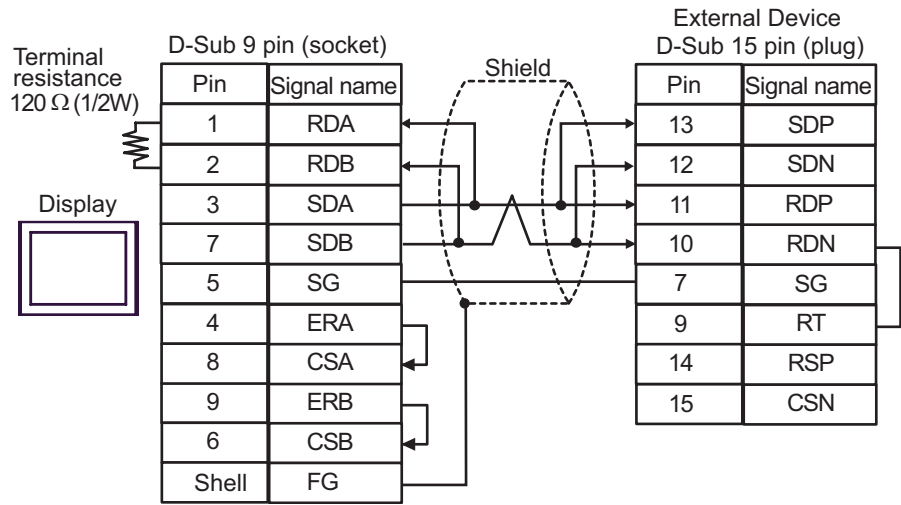 External Device
D-Sub 9 pin (socket)
D-Sub 15 pin (plug)
Terminal
resistance
120 Ω (1/2W)
Shield
Display
Pin Signal name
1 RDA
2 RDB
3 SDA
7 SDB
5 SG
4 ERA
8 CSA
9 ERB
6 CSB
Shell FG
Pin Signal name
13 SDP
12 SDN
11 RDP
10 RDN
7 SG
9 RT
14 RSP
15 CSN